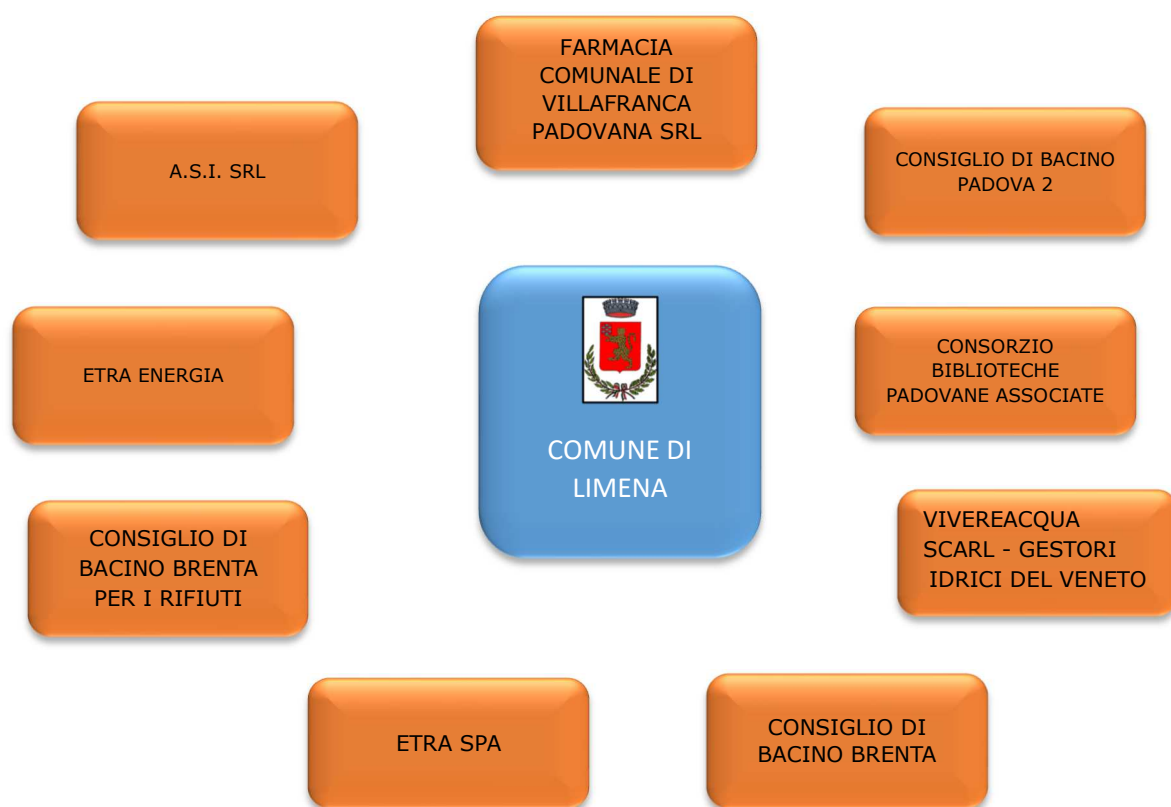 FARMACIA
COMUNALE DI
VILLAFRANCA
PADOVANA SRL
A.S.I. SRL
CONSIGLIO DI BACINO
PADOVA 2
ETRA ENERGIA
COMUNE DI
LIMENA
CONSORZIO
BIBLIOTECHE
PADOVANE ASSOCIATE
CONSIGLIO DI
BACINO BRENTA
PER I RIFIUTI
VIVEREACQUA
SCARL - GESTORI
IDRICI DEL VENETO
ETRA SPA
CONSIGLIO DI
BACINO BRENTA